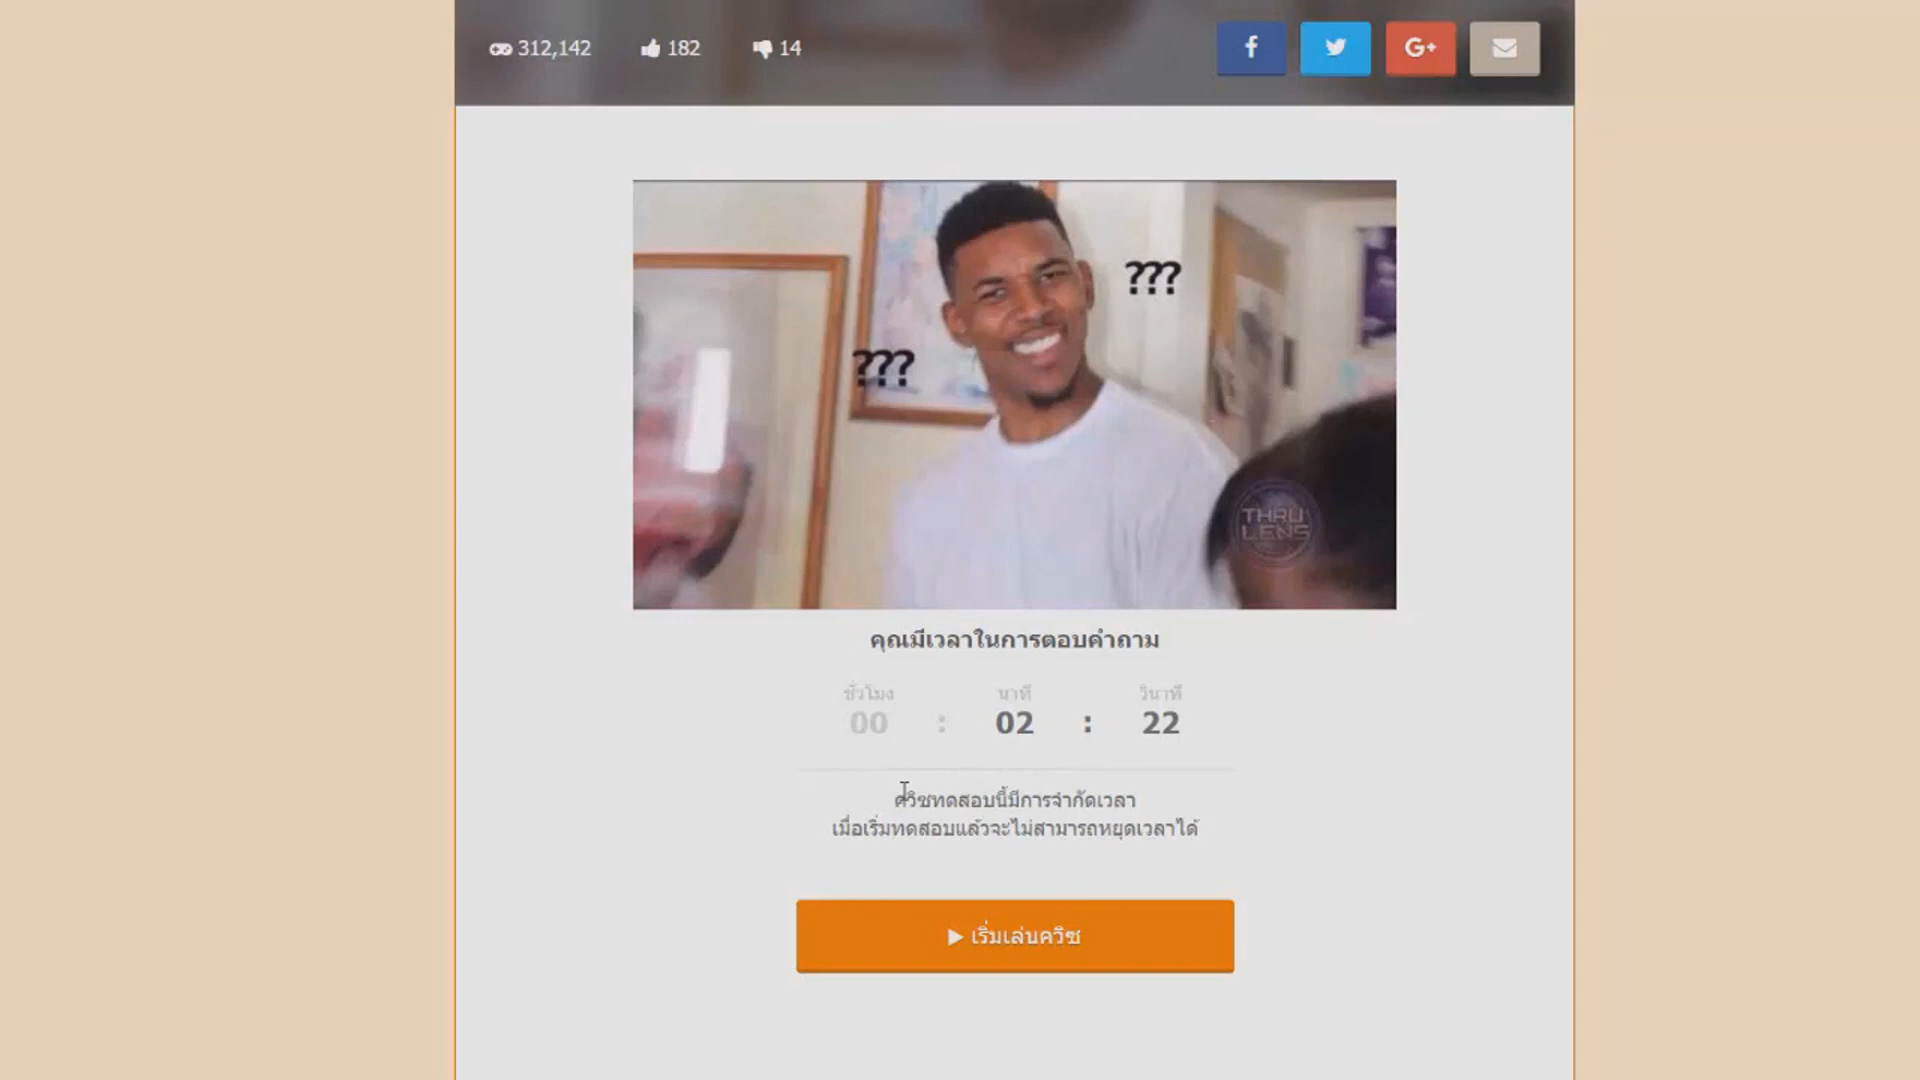 312,142 182 14
f G+
???
???
THRU
LENS
คุณมีเวลาในการตอบคำถาม
ชั่วโมง นาที วินาที
00 : 02 : 22
ควิซทดสอบนี้มีการจำกัดเวลา
เมื่อเริ่มทดสอบแล้วจะไม่สามารถหยุดเวลาได้
เริ่มเล่นควิซ